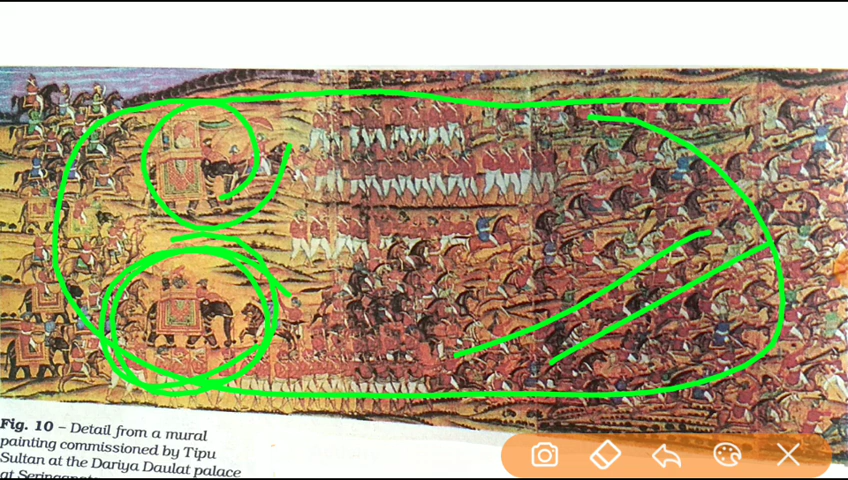 Fig. 10 – Detail from a mural
painting commissioned by Tipu
Sultan at the Dariya Daulat palace
at